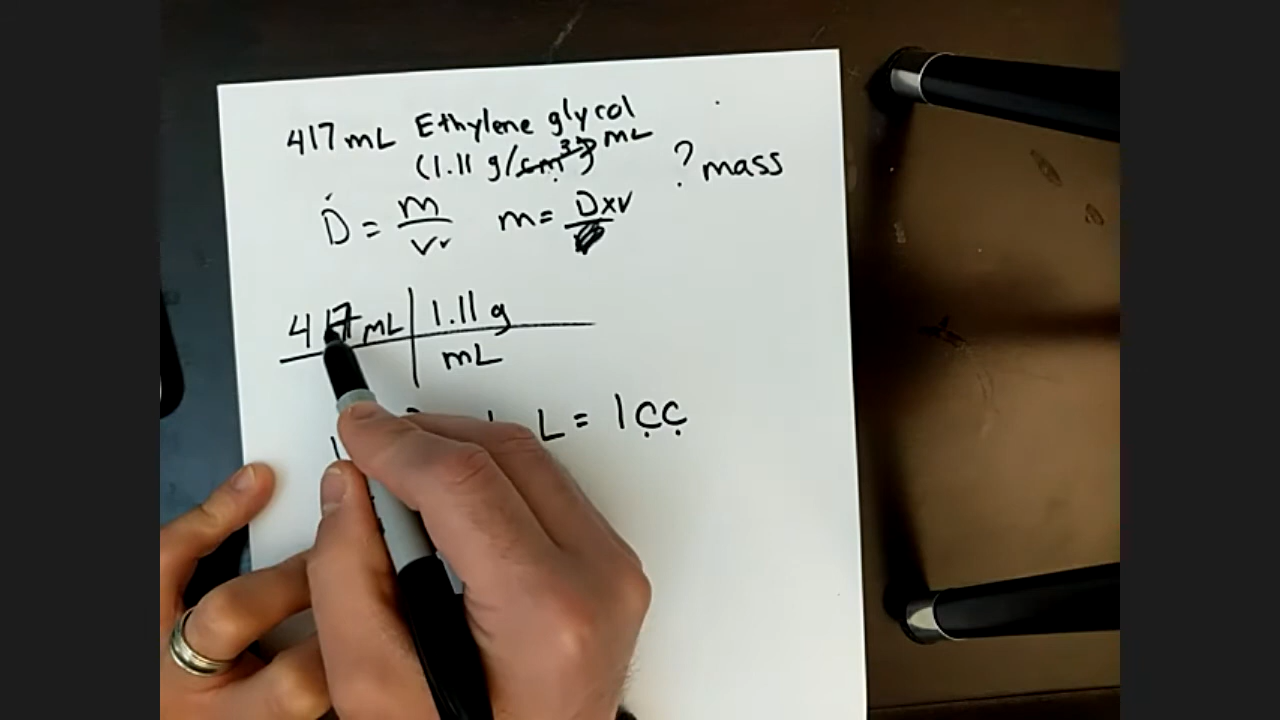 417 mL Ethylene glycol
(1.11 g/cm³) mL
? mass
D = m/v m = D x v
417 mL | 1.11 g
mL
L = 1 CC